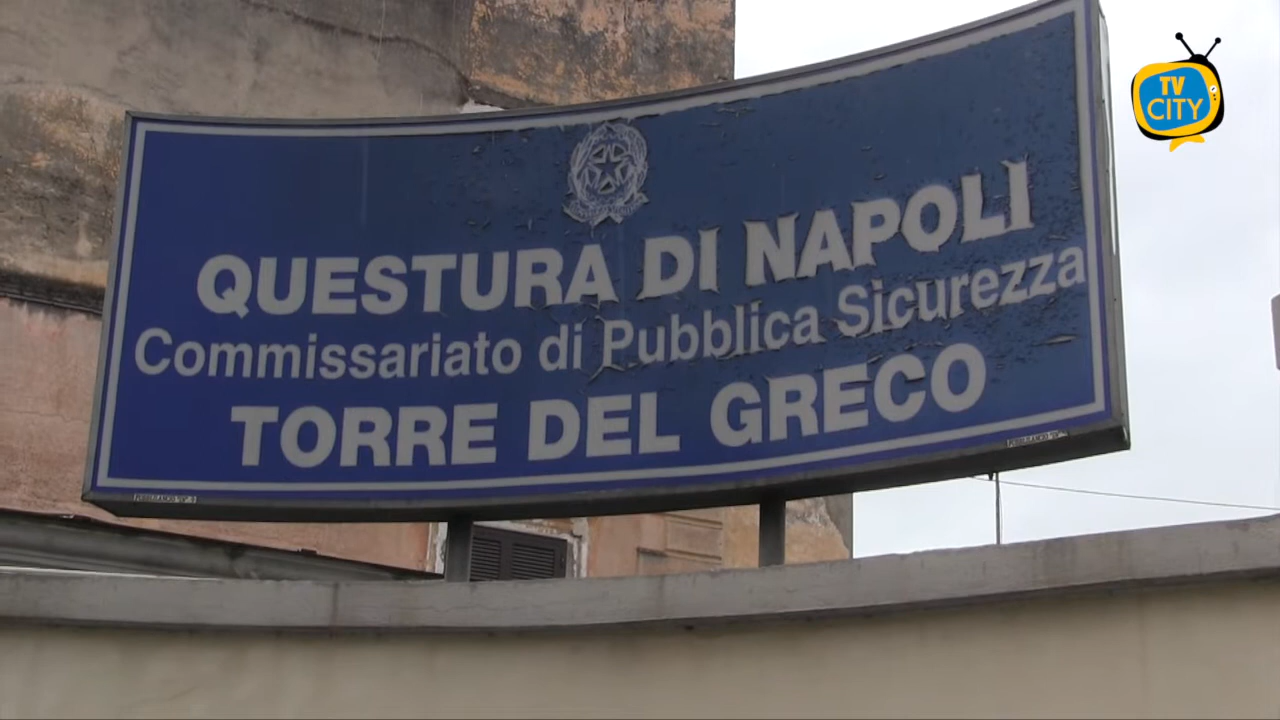 TV
CITY
QUESTURA DI NAPOLI
Commissariato di Pubblica Sicurezza
TORRE DEL GRECO